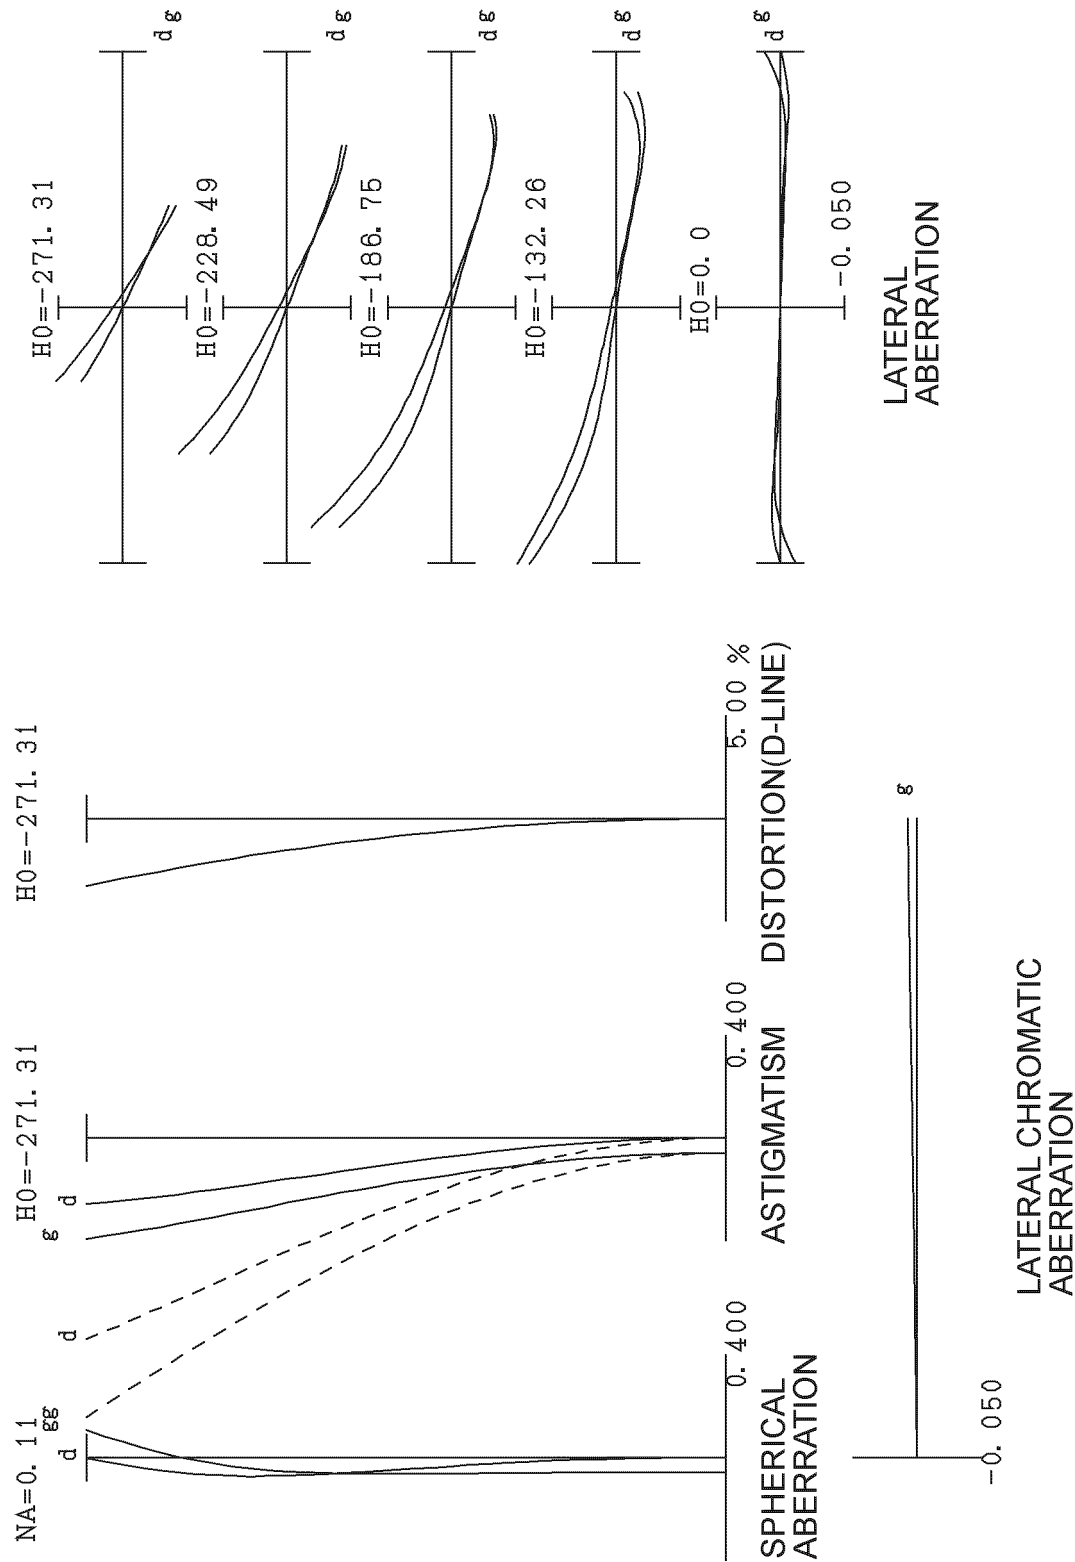 NA=0. 11
d
gg
0. 400
SPHERICAL
ABERRATION
H0=-271. 31
d
g
d
0. 400
ASTIGMATISM
H0=-271. 31
5. 00 %
DISTORTION(D-LINE)
H0=-271. 31
d g
H0=-228. 49
d g
H0=-186. 75
d g
H0=-132. 26
d g
H0=0. 0
d g
-0. 050
LATERAL
ABERRATION
g
-0. 050
LATERAL CHROMATIC
ABERRATION